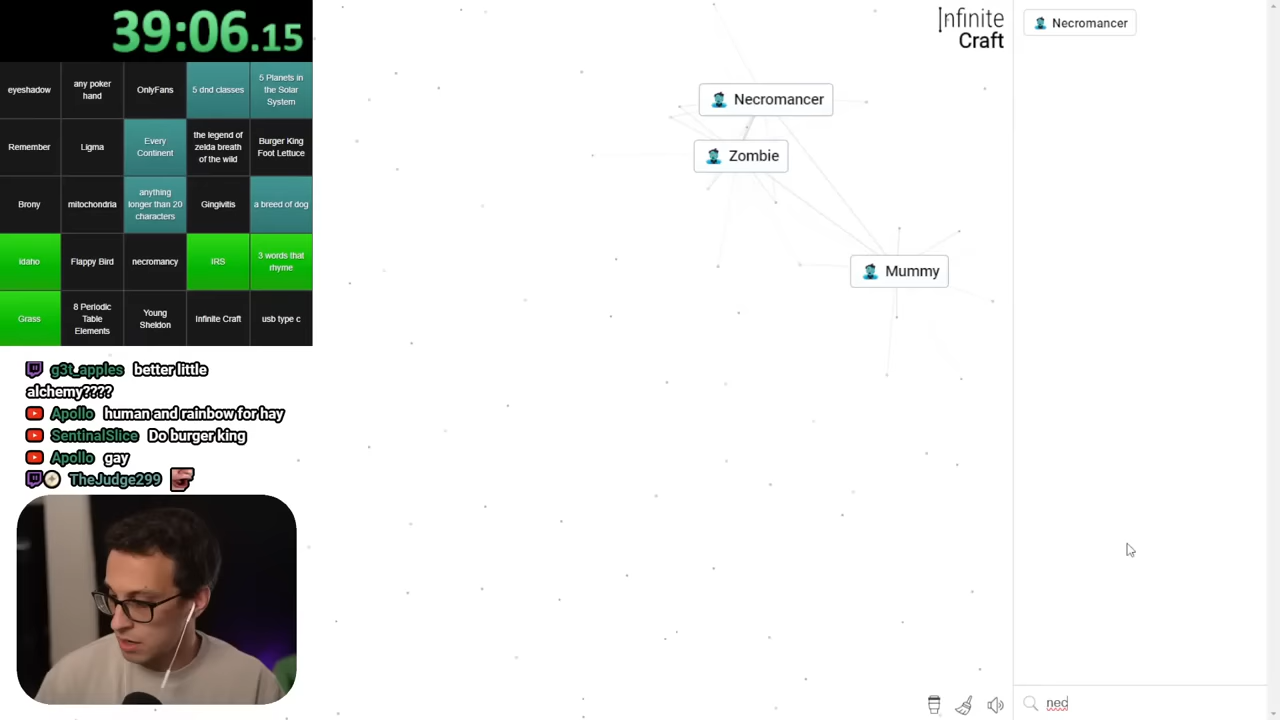 39:06.15
eyeshadow
any poker
hand
OnlyFans
5 dnd classes
5 Planets in
the Solar
System
Remember
Ligma
Every
Continent
the legend of
zelda breath
of the wild
Burger King
Foot Lettuce
Brony
mitochondria
anything
longer than 20
characters
Gingivitis
a breed of dog
idaho
Flappy Bird
necromancy
IRS
3 words that
rhyme
Grass
8 Periodic
Table
Elements
Young
Sheldon
Infinite Craft
usb type c
g3t_apples better little
alchemy????
Apollo human and rainbow for hay
SentinalSlice Do burger king
Apollo gay
TheJudge299
Necromancer
Zombie
Mummy
Infinite
Craft
Necromancer
nec